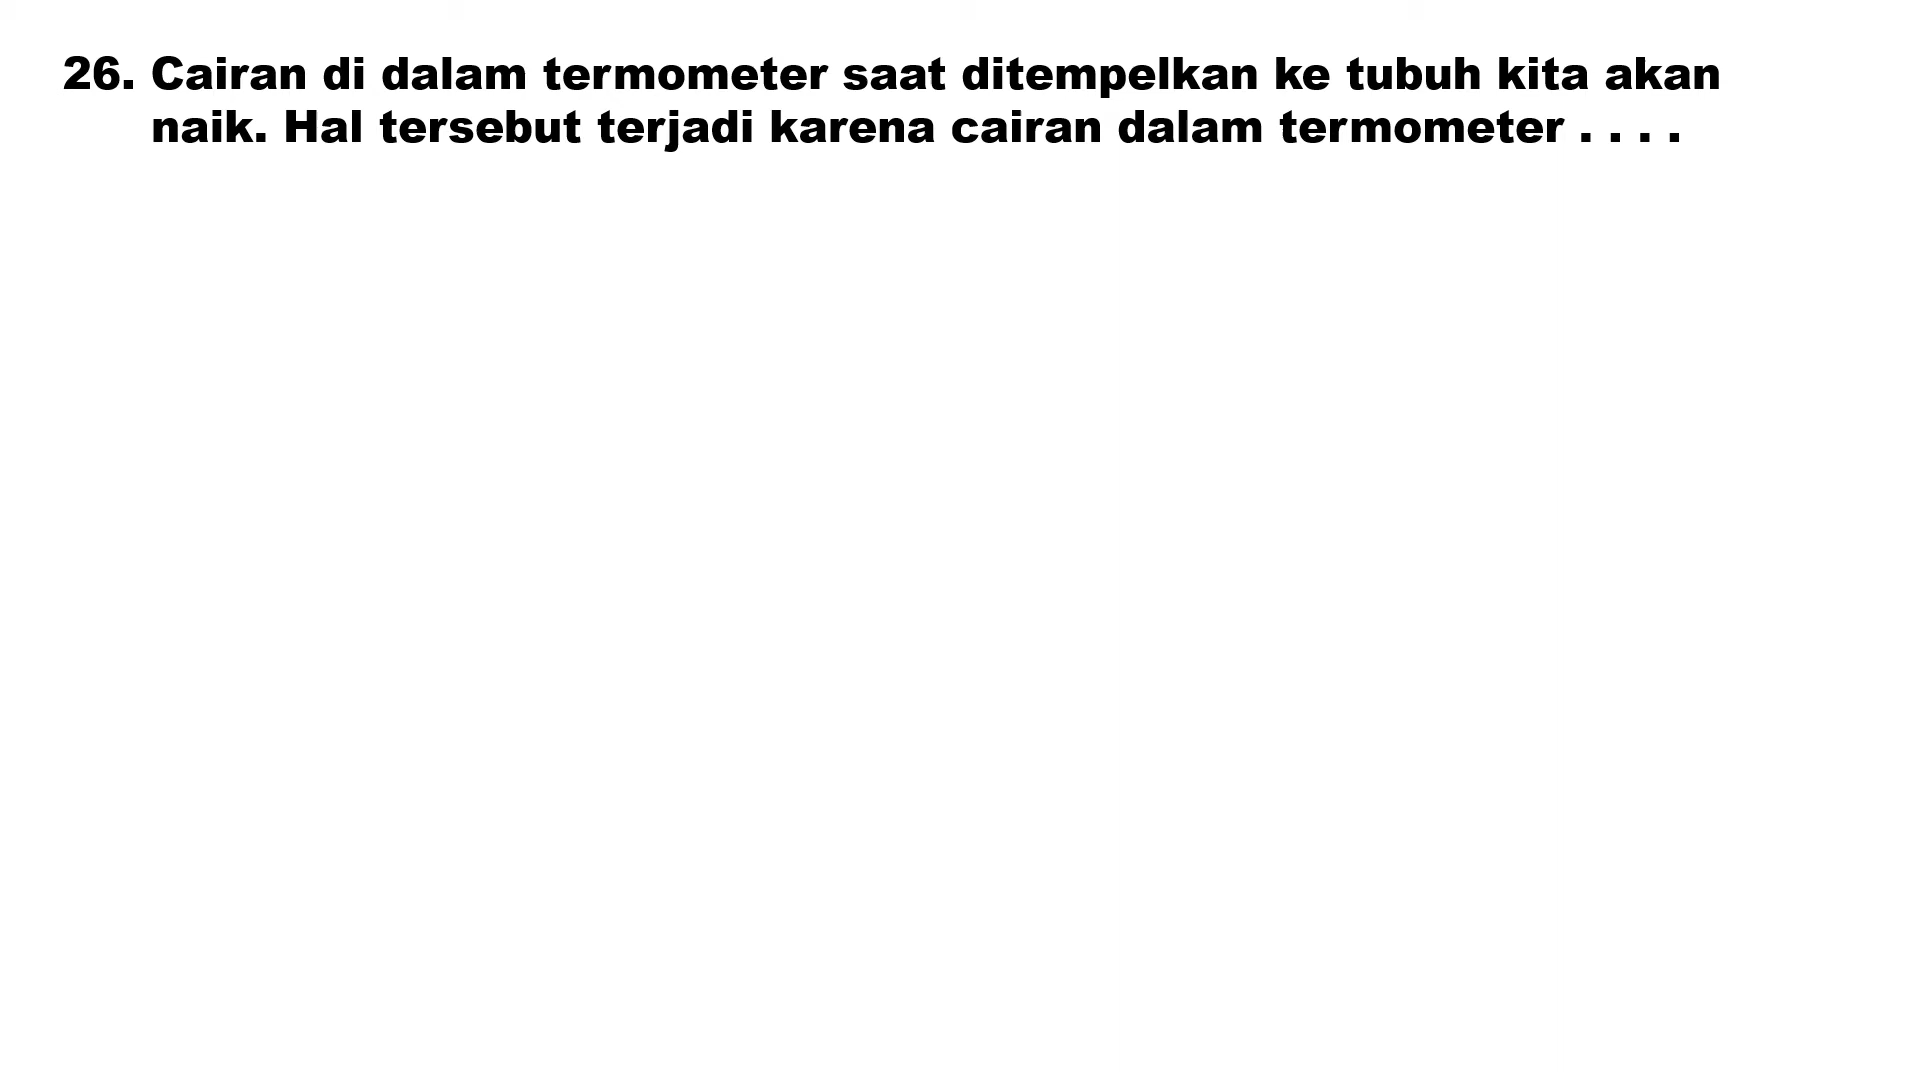 26. Cairan di dalam termometer saat ditempelkan ke tubuh kita akan
naik. Hal tersebut terjadi karena cairan dalam termometer . . . .